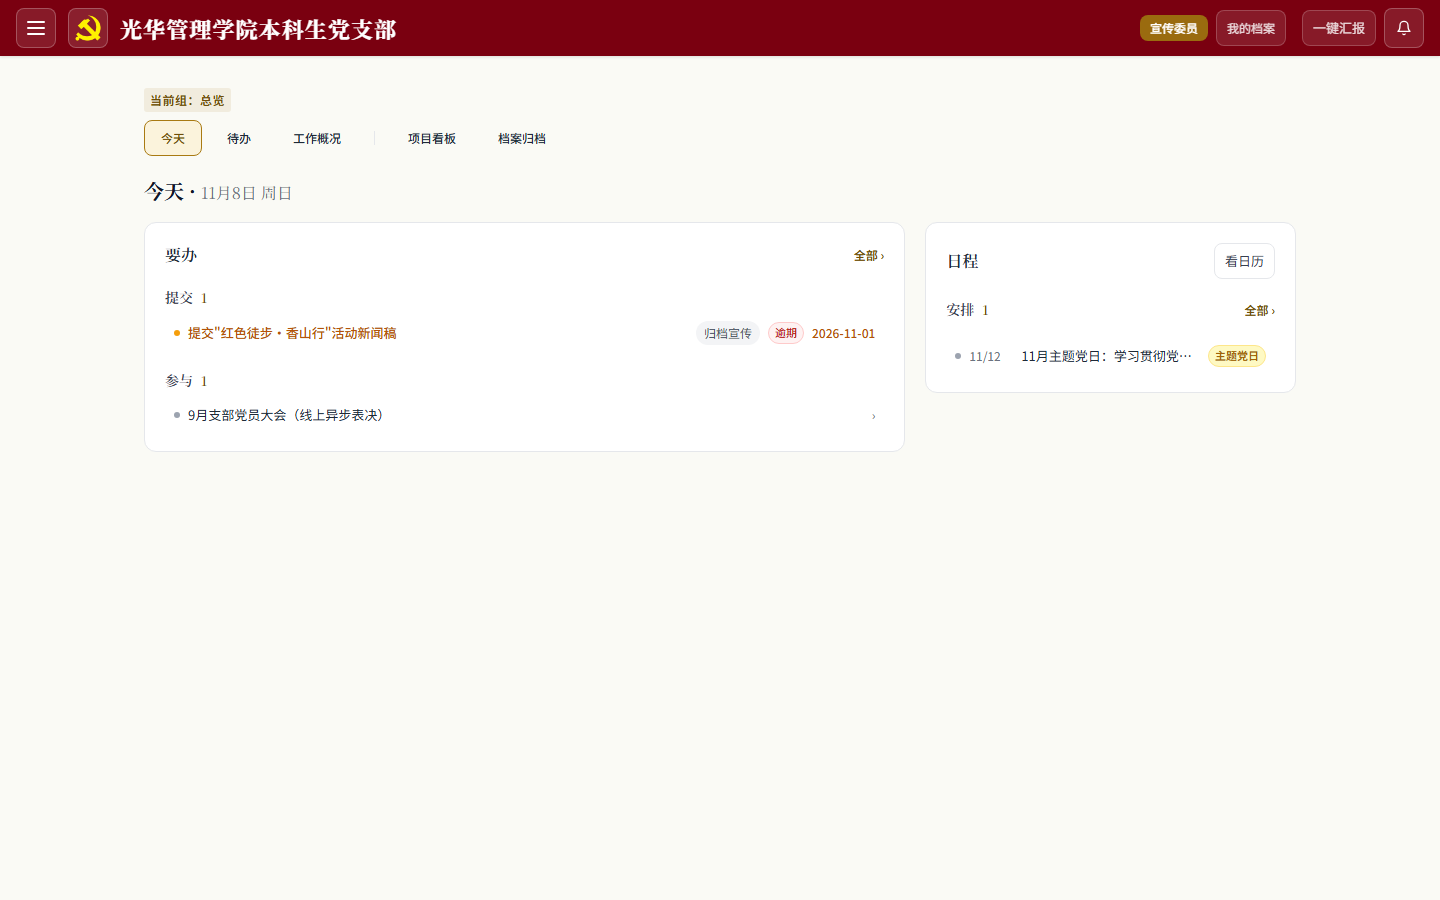 光华管理学院本科生党支部
宣传委员 我的档案 一键汇报
当前组：总览
今天 待办 工作概况 项目看板 档案归档
今天 · 11月8日 周日
要办 全部 ›
提交 1
提交"红色徒步·香山行"活动新闻稿 归档宣传 逾期 2026-11-01
参与 1
9月支部党员大会（线上异步表决） ›
日程 看日历
安排 1 全部 ›
11/12 11月主题党日：学习贯彻党… 主题党日